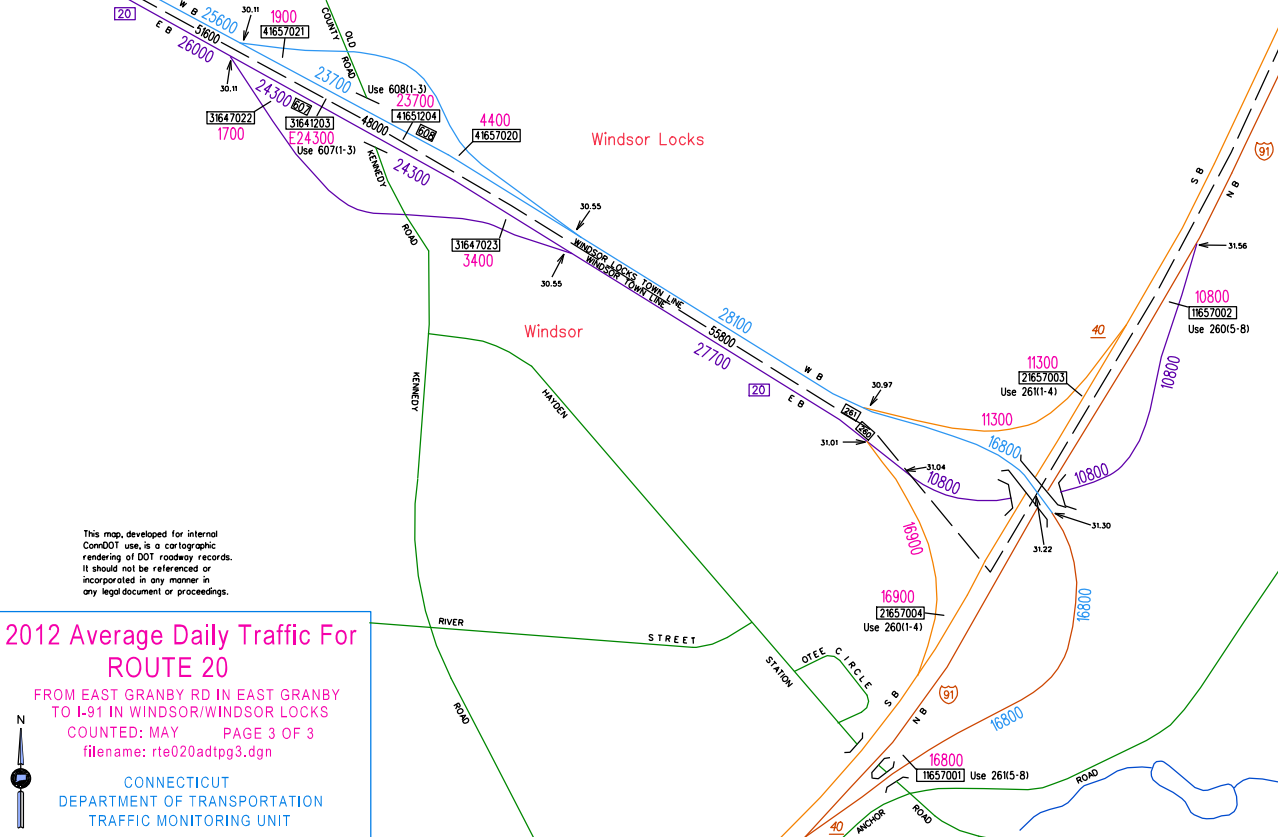 20
W B
25600
30.11
1900
41657021
51600
E B
26000
30.11
OLD
COUNTY
ROAD
23700
24300
607
31647022
1700
31641203
E24300
Use 607(1-3)
Use 608(1-3)
23700
41651204
48000
608
4400
41657020
KENNEDY
24300
ROAD
31647023
3400
30.55
30.55
Windsor Locks
Windsor
WINDSOR LOCKS TOWN LINE
WINDSOR TOWN LINE
28100
55800
27700
20
W B
E B
30.97
261
260
31.01
31.04
10800
11300
16800
11300
21657003
Use 261(1-4)
40
S B
N B
91
31.56
10800
11657002
Use 260(5-8)
10800
10800
31.30
31.22
16900
16900
21657004
Use 260(1-4)
16800
16800
KENNEDY
HAYDEN
STATION
RIVER
STREET
OTEE CIRCLE
ROAD
S B
N B
91
16800
11657001
Use 261(5-8)
40
ANCHOR
ROAD
ROAD
This map, developed for internal
ConnDOT use, is a cartographic
rendering of DOT roadway records.
It should not be referenced or
incorporated in any manner in
any legal document or proceedings.
2012 Average Daily Traffic For
ROUTE 20
FROM EAST GRANBY RD IN EAST GRANBY
TO I-91 IN WINDSOR/WINDSOR LOCKS
COUNTED: MAY PAGE 3 OF 3
filename: rte020adtpg3.dgn
N
CONNECTICUT
DEPARTMENT OF TRANSPORTATION
TRAFFIC MONITORING UNIT